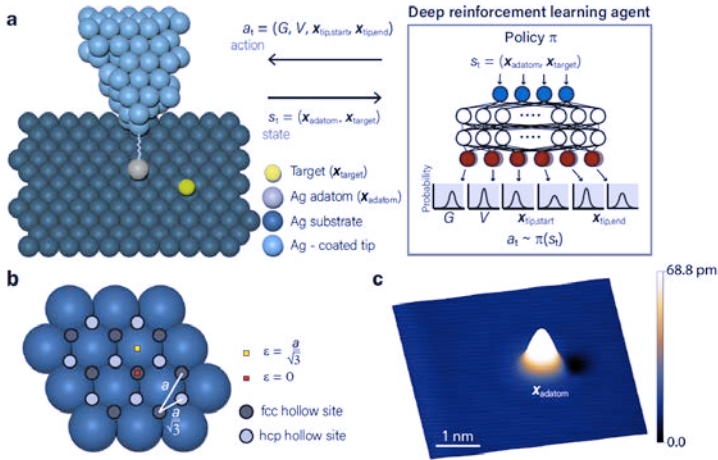 a
a_t = (G, V, x_tip,start, x_tip,end)
action
s_t = (x_adatom, x_target)
state
Target (x_target)
Ag adatom (x_adatom)
Ag substrate
Ag - coated tip
Deep reinforcement learning agent
Policy π
s_t = (x_adatom, x_target)
Probability
G V x_tip,start x_tip,end
a_t ~ π(s_t)
b
a
a/√3
ε = a/√3
ε = 0
fcc hollow site
hcp hollow site
c
68.8 pm
x_adatom
1 nm
0.0